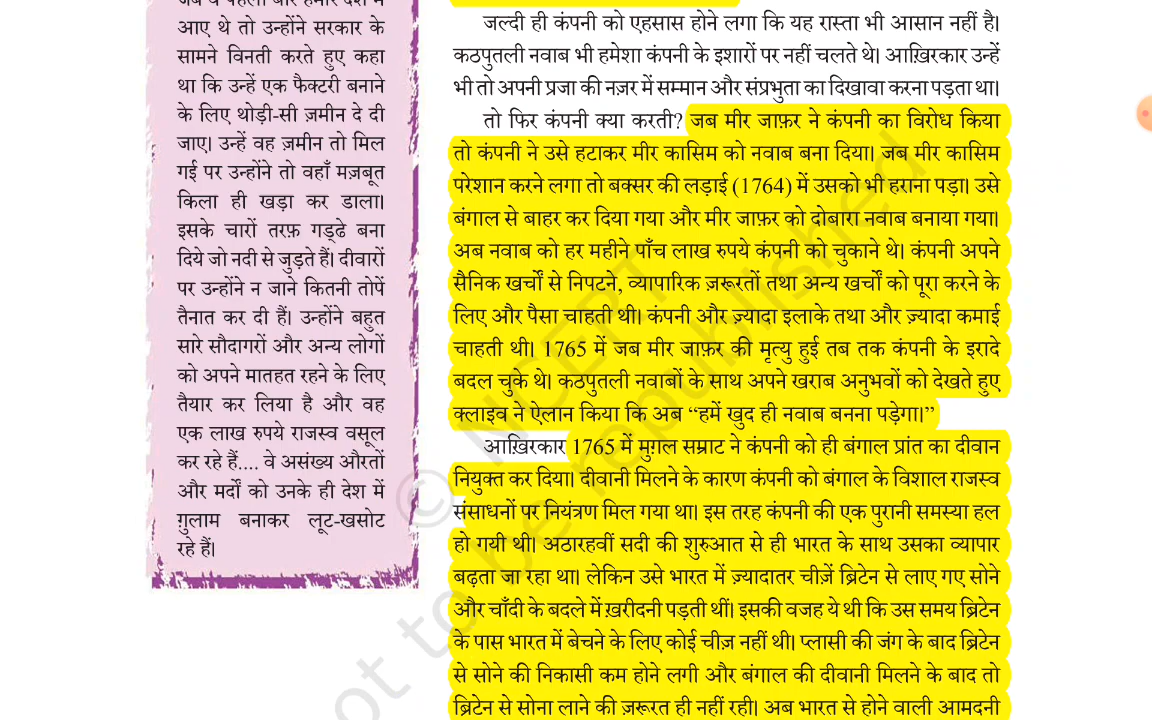 आए थे तो उन्होंने सरकार के
सामने विनती करते हुए कहा
था कि उन्हें एक फैक्टरी बनाने
के लिए थोड़ी-सी ज़मीन दे दी
जाए। उन्हें वह ज़मीन तो मिल
गई पर उन्होंने तो वहाँ मज़बूत
किला ही खड़ा कर डाला।
इसके चारों तरफ़ गड्ढे बना
दिये जो नदी से जुड़ते हैं। दीवारों
पर उन्होंने न जाने कितनी तोपें
तैनात कर दी हैं। उन्होंने बहुत
सारे सौदागरों और अन्य लोगों
को अपने मातहत रहने के लिए
तैयार कर लिया है और वह
एक लाख रुपये राजस्व वसूल
कर रहे हैं.... वे असंख्य औरतों
और मर्दों को उनके ही देश में
ग़ुलाम बनाकर लूट-खसोट
रहे हैं।
जल्दी ही कंपनी को एहसास होने लगा कि यह रास्ता भी आसान नहीं है।
कठपुतली नवाब भी हमेशा कंपनी के इशारों पर नहीं चलते थे। आख़िरकार उन्हें
भी तो अपनी प्रजा की नज़र में सम्मान और संप्रभुता का दिखावा करना पड़ता था।
तो फिर कंपनी क्या करती? जब मीर जाफ़र ने कंपनी का विरोध किया
तो कंपनी ने उसे हटाकर मीर कासिम को नवाब बना दिया। जब मीर कासिम
परेशान करने लगा तो बक्सर की लड़ाई (1764) में उसको भी हराना पड़ा। उसे
बंगाल से बाहर कर दिया गया और मीर जाफ़र को दोबारा नवाब बनाया गया।
अब नवाब को हर महीने पाँच लाख रुपये कंपनी को चुकाने थे। कंपनी अपने
सैनिक खर्चों से निपटने, व्यापारिक ज़रूरतों तथा अन्य खर्चों को पूरा करने के
लिए और पैसा चाहती थी। कंपनी और ज़्यादा इलाके तथा और ज़्यादा कमाई
चाहती थी। 1765 में जब मीर जाफ़र की मृत्यु हुई तब तक कंपनी के इरादे
बदल चुके थे। कठपुतली नवाबों के साथ अपने खराब अनुभवों को देखते हुए
क्लाइव ने ऐलान किया कि अब “हमें खुद ही नवाब बनना पड़ेगा।”
आख़िरकार 1765 में मुग़ल सम्राट ने कंपनी को ही बंगाल प्रांत का दीवान
नियुक्त कर दिया। दीवानी मिलने के कारण कंपनी को बंगाल के विशाल राजस्व
संसाधनों पर नियंत्रण मिल गया था। इस तरह कंपनी की एक पुरानी समस्या हल
हो गयी थी। अठारहवीं सदी की शुरुआत से ही भारत के साथ उसका व्यापार
बढ़ता जा रहा था। लेकिन उसे भारत में ज़्यादातर चीज़ें ब्रिटेन से लाए गए सोने
और चाँदी के बदले में ख़रीदनी पड़ती थीं। इसकी वजह ये थी कि उस समय ब्रिटेन
के पास भारत में बेचने के लिए कोई चीज़ नहीं थी। प्लासी की जंग के बाद ब्रिटेन
से सोने की निकासी कम होने लगी और बंगाल की दीवानी मिलने के बाद तो
ब्रिटेन से सोना लाने की ज़रूरत ही नहीं रही। अब भारत से होने वाली आमदनी
© NCERT
not to be republished